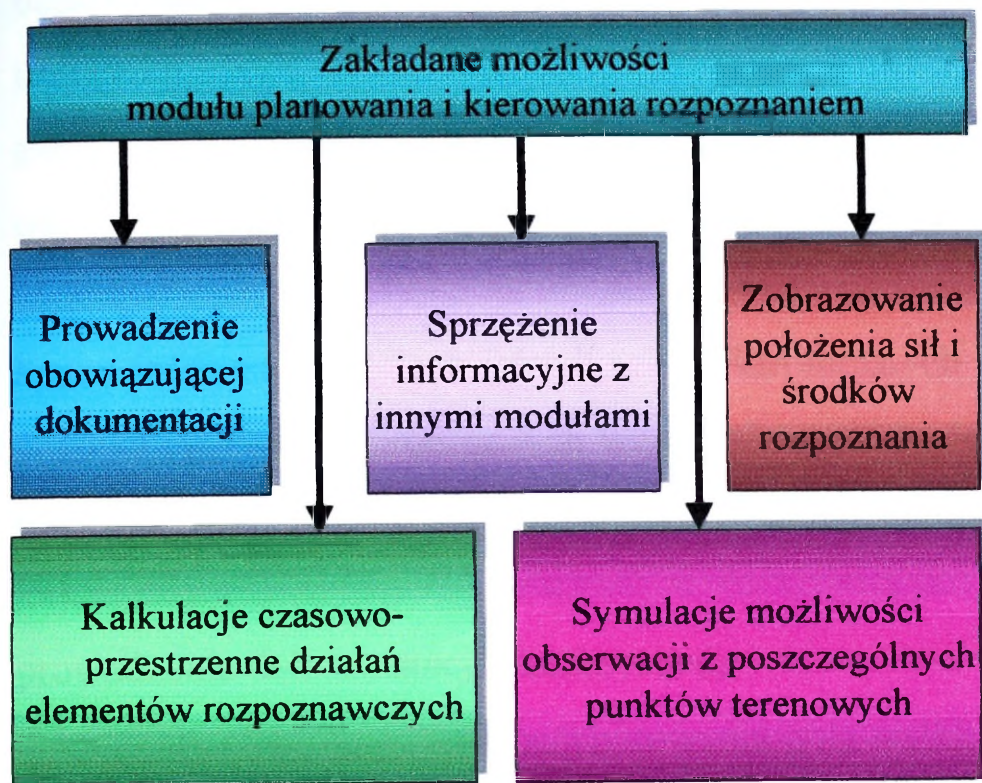 Zakładane możliwości
modułu planowania i kierowania rozpoznaniem
Prowadzenie
obowiązującej
dokumentacji
Sprzężenie
informacyjne z
innymi modułami
Zobrazowanie
położenia sił i
środków
rozpoznania
Kalkulacje czasowo-
przestrzenne działań
elementów rozpoznawczych
Symulacje możliwości
obserwacji z poszczególnych
punktów terenowych